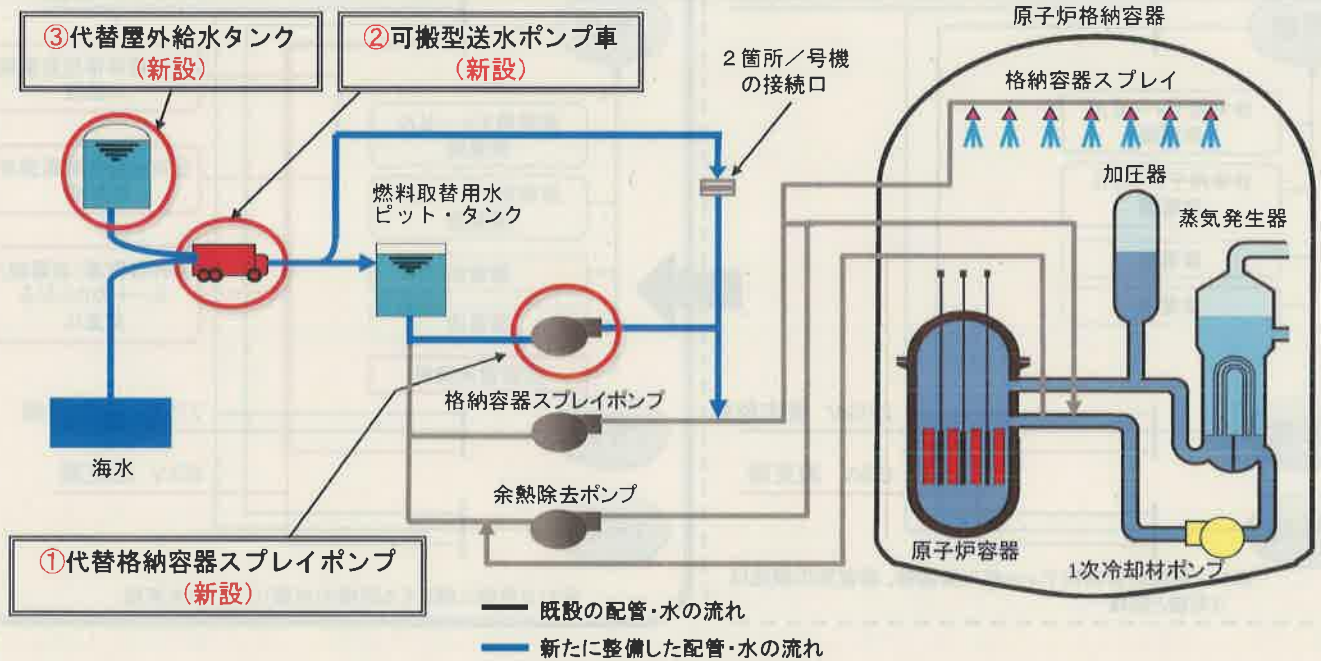 ③代替屋外給水タンク
(新設)
②可搬型送水ポンプ車
(新設)
2箇所／号機
の接続口
原子炉格納容器
格納容器スプレイ
加圧器
蒸気発生器
燃料取替用水
ピット・タンク
格納容器スプレイポンプ
海水
余熱除去ポンプ
原子炉容器
1次冷却材ポンプ
①代替格納容器スプレイポンプ
(新設)
既設の配管・水の流れ
新たに整備した配管・水の流れ